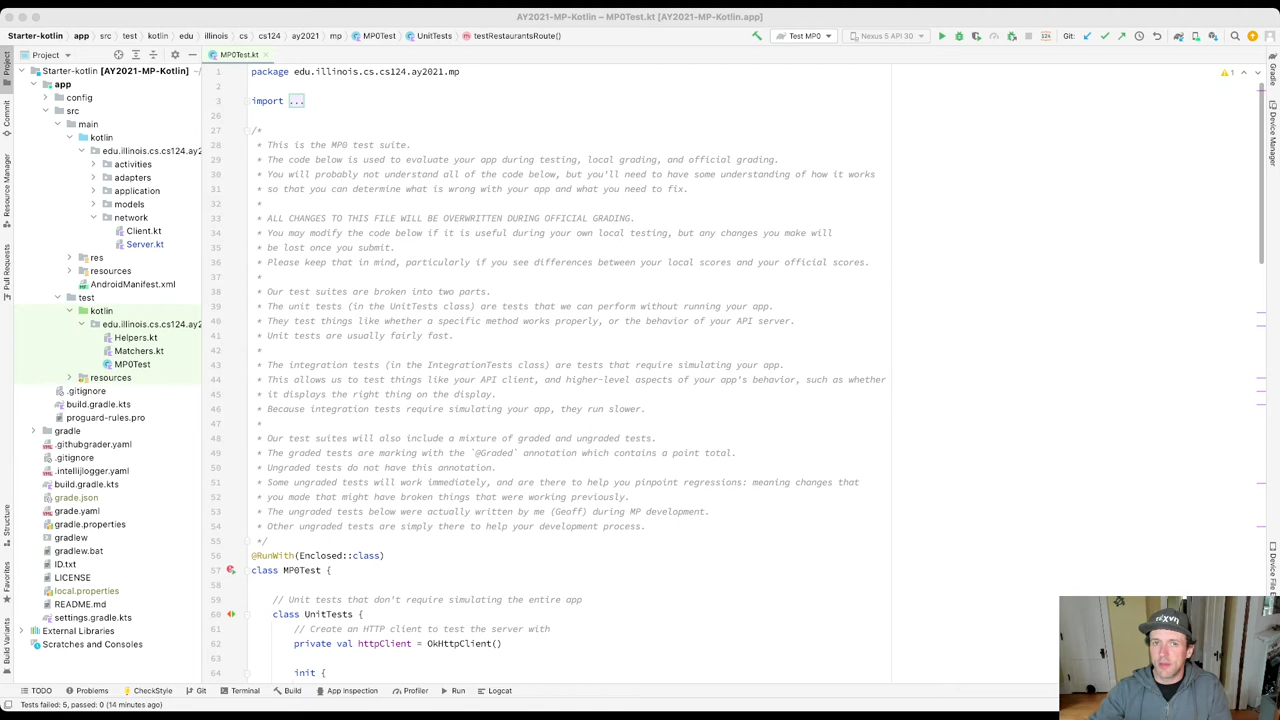 AY2021-MP-Kotlin – MP0Test.kt [AY2021-MP-Kotlin.app]
Starter-kotlin app src test kotlin edu illinois cs cs124 ay2021 mp MP0Test UnitTests testRestaurantsRoute() Test MP0 Nexus 5 API 30 Git:
Project MP0Test.kt
Starter-kotlin [AY2021-MP-Kotlin]
app
config
src
main
kotlin
edu.illinois.cs.cs124.ay2021.mp
activities
adapters
application
models
network
Client.kt
Server.kt
res
resources
AndroidManifest.xml
test
kotlin
edu.illinois.cs.cs124.ay2
Helpers.kt
Matchers.kt
MP0Test
resources
.gitignore
build.gradle.kts
proguard-rules.pro
gradle
.githubgrader.yaml
.gitignore
.intellijlogger.yaml
build.gradle.kts
grade.json
grade.yaml
gradle.properties
gradlew
gradlew.bat
ID.txt
LICENSE
README.md
local.properties
settings.gradle.kts
External Libraries
Scratches and Consoles
1 package edu.illinois.cs.cs124.ay2021.mp
2
3 import ...
26
27 /*
28 * This is the MP0 test suite.
29 * The code below is used to evaluate your app during testing, local grading, and official grading.
30 * You will probably not understand all of the code below, but you'll need to have some understanding of how it works
31 * so that you can determine what is wrong with your app and what you need to fix.
32 *
33 * ALL CHANGES TO THIS FILE WILL BE OVERWRITTEN DURING OFFICIAL GRADING.
34 * You may modify the code below if it is useful during your own local testing, but any changes you make will
35 * be lost once you submit.
36 * Please keep that in mind, particularly if you see differences between your local scores and your official scores.
37 *
38 * Our test suites are broken into two parts.
39 * The unit tests (in the UnitTests class) are tests that we can perform without running your app.
40 * They test things like whether a specific method works properly, or the behavior of your API server.
41 * Unit tests are usually fairly fast.
42 *
43 * The integration tests (in the IntegrationTests class) are tests that require simulating your app.
44 * This allows us to test things like your API client, and higher-level aspects of your app's behavior, such as whether
45 * it displays the right thing on the display.
46 * Because integration tests require simulating your app, they run slower.
47 *
48 * Our test suites will also include a mixture of graded and ungraded tests.
49 * The graded tests are marking with the `@Graded` annotation which contains a point total.
50 * Ungraded tests do not have this annotation.
51 * Some ungraded tests will work immediately, and are there to help you pinpoint regressions: meaning changes that
52 * you made that might have broken things that were working previously.
53 * The ungraded tests below were actually written by me (Geoff) during MP development.
54 * Other ungraded tests are simply there to help your development process.
55 */
56 @RunWith(Enclosed::class)
57 class MP0Test {
58
59 // Unit tests that don't require simulating the entire app
60 class UnitTests {
61 // Create an HTTP client to test the server with
62 private val httpClient = OkHttpClient()
63
64 init {
1
Project
Commit
Resource Manager
Pull Requests
Structure
Favorites
Build Variants
Gradle
Device Manager
Device File E
TODO Problems CheckStyle Git Terminal Build App Inspection Profiler Run Logcat
Tests failed: 5, passed: 0 (14 minutes ago)